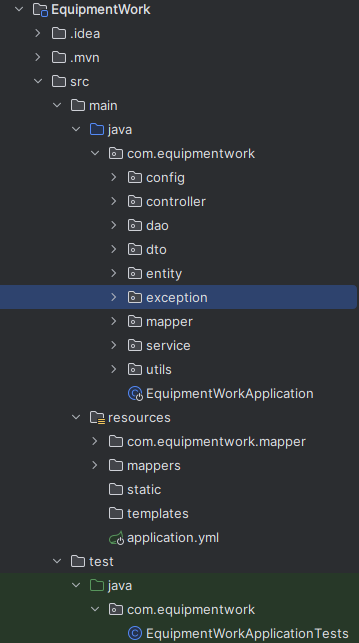 EquipmentWork
.idea
.mvn
src
main
java
com.equipmentwork
config
controller
dao
dto
entity
exception
mapper
service
utils
EquipmentWorkApplication
resources
com.equipmentwork.mapper
mappers
static
templates
application.yml
test
java
com.equipmentwork
EquipmentWorkApplicationTests